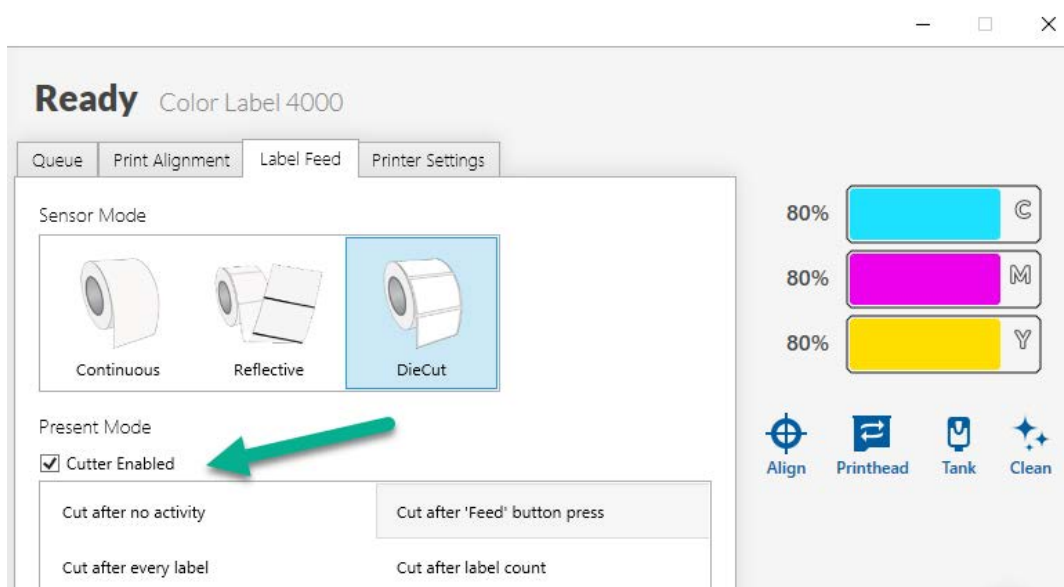 Ready Color Label 4000
Queue Print Alignment Label Feed Printer Settings
Sensor Mode
Continuous Reflective DieCut
Present Mode
Cutter Enabled
Cut after no activity Cut after 'Feed' button press
Cut after every label Cut after label count
80% C
80% M
80% Y
Align Printhead Tank Clean